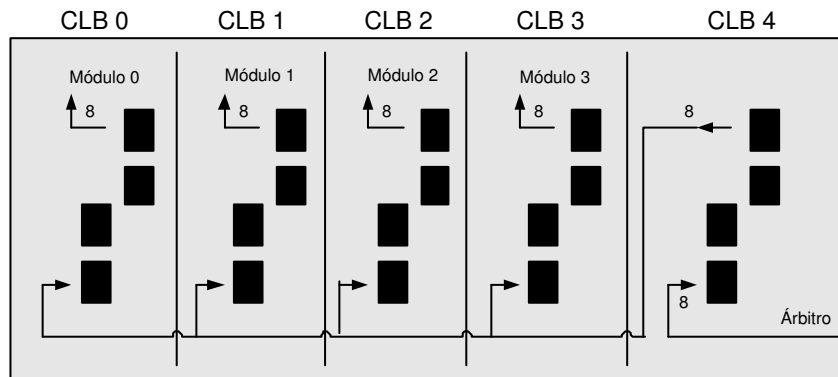 CLB 0 CLB 1 CLB 2 CLB 3 CLB 4
Módulo 0 Módulo 1 Módulo 2 Módulo 3
8 8 8 8 8
8
Árbitro